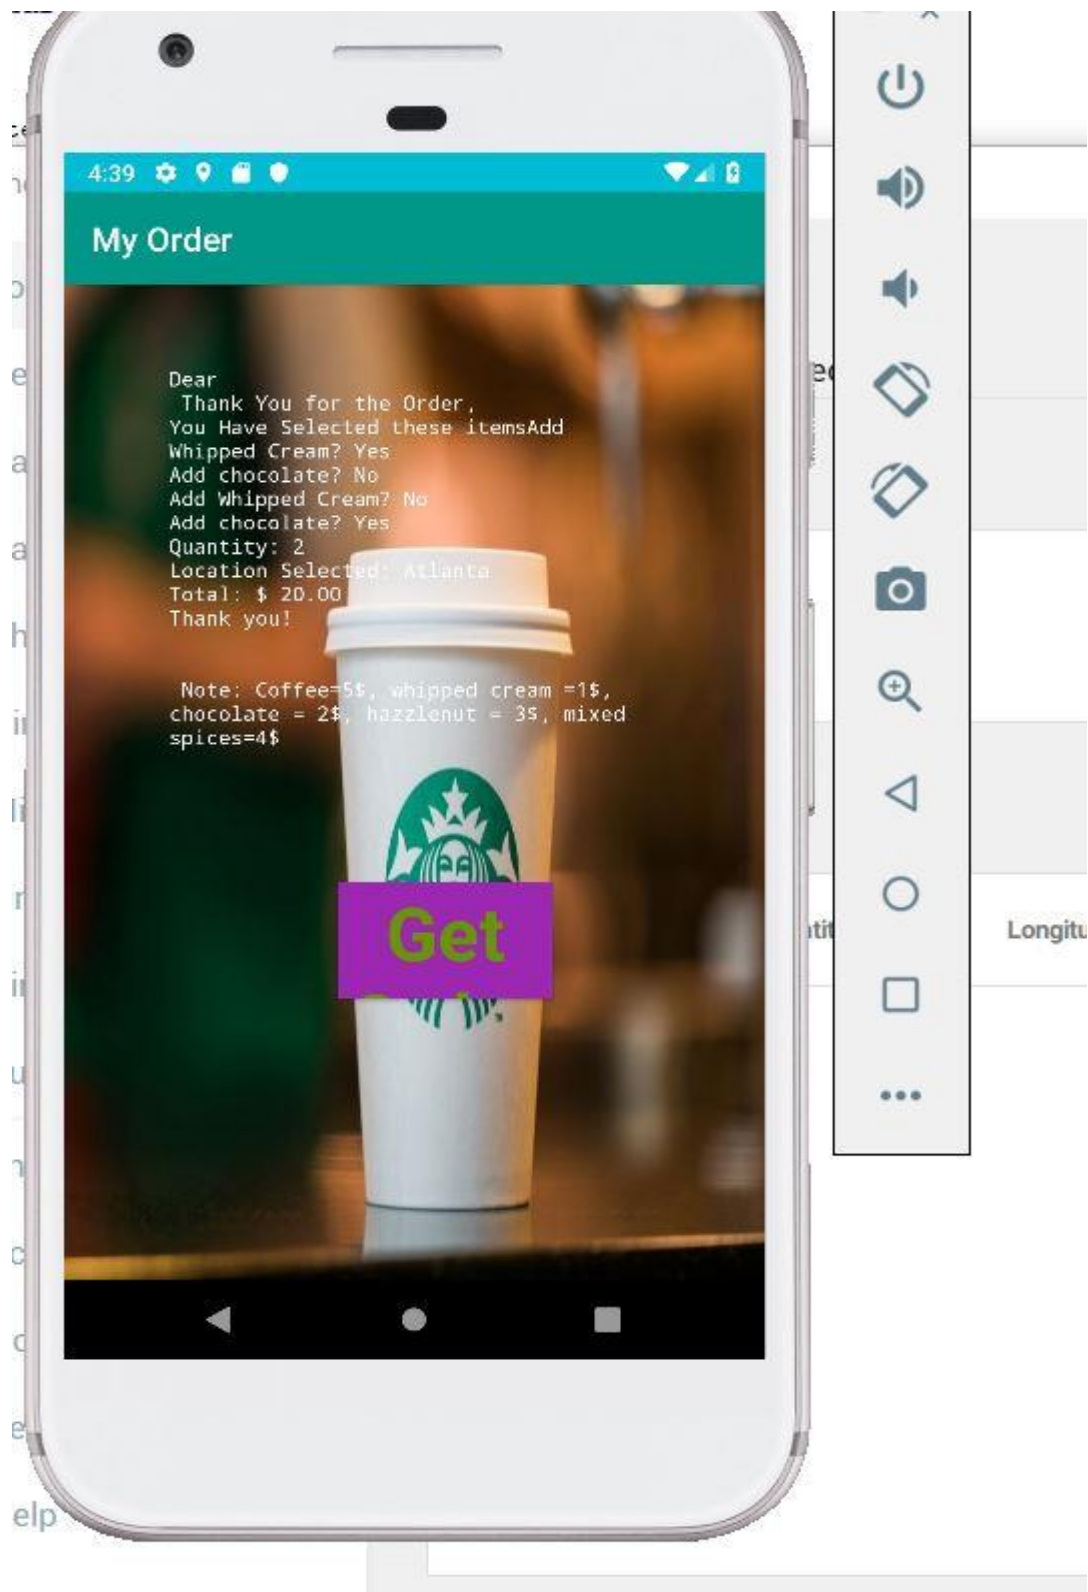 4:39
My Order
Dear
Thank You for the Order,
You Have Selected these itemsAdd
Whipped Cream? Yes
Add chocolate? No
Add Whipped Cream? No
Add chocolate? Yes
Quantity: 2
Location Selected: Atlanta
Total: $ 20.00
Thank you!
Note: Coffee=5$, whipped cream =1$,
chocolate = 2$, hazzlenut = 3$, mixed
spices=4$
Get
Longitu
elp